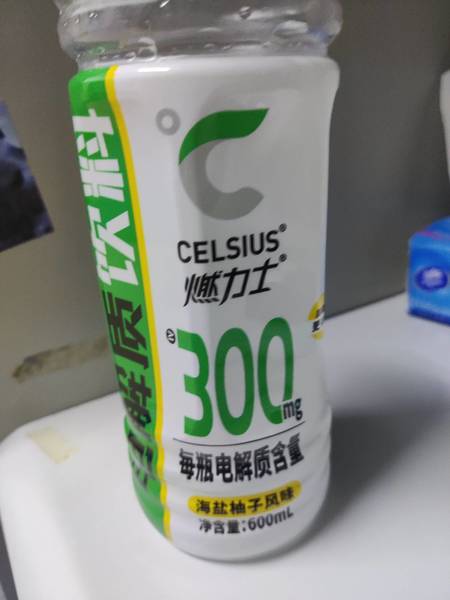 CELSIUS®
燃力士®
≥300mg
每瓶电解质含量
海盐柚子风味
净含量:600mL